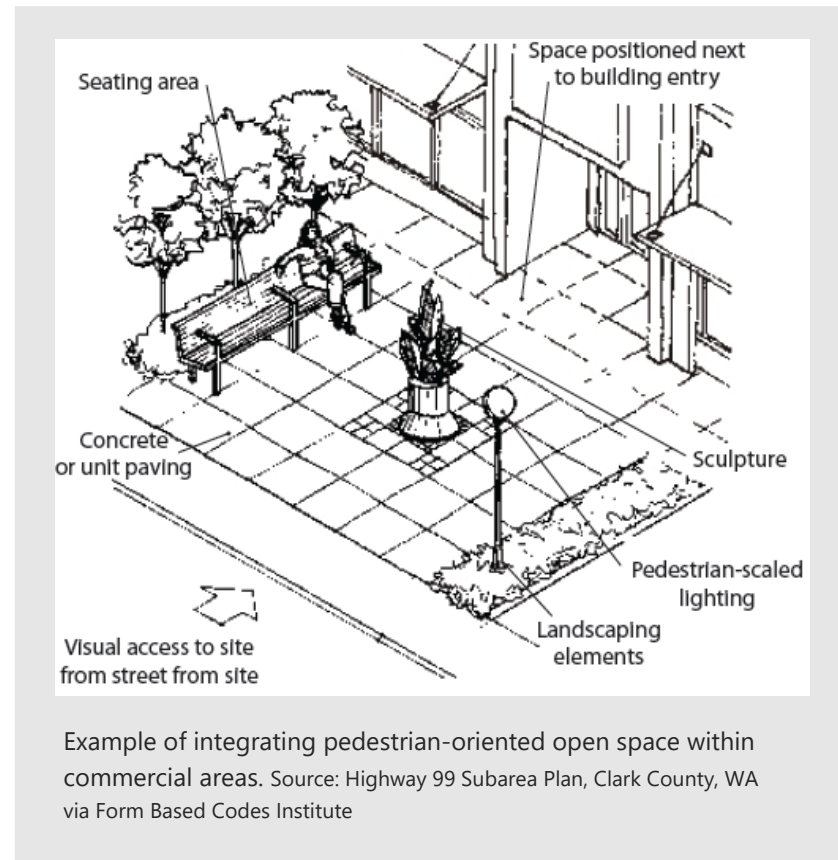 Space positioned next
to building entry
Seating area
Concrete
or unit paving
Sculpture
Pedestrian-scaled
lighting
Landscaping
elements
Visual access to site
from street from site
Example of integrating pedestrian-oriented open space within
commercial areas. Source: Highway 99 Subarea Plan, Clark County, WA
via Form Based Codes Institute